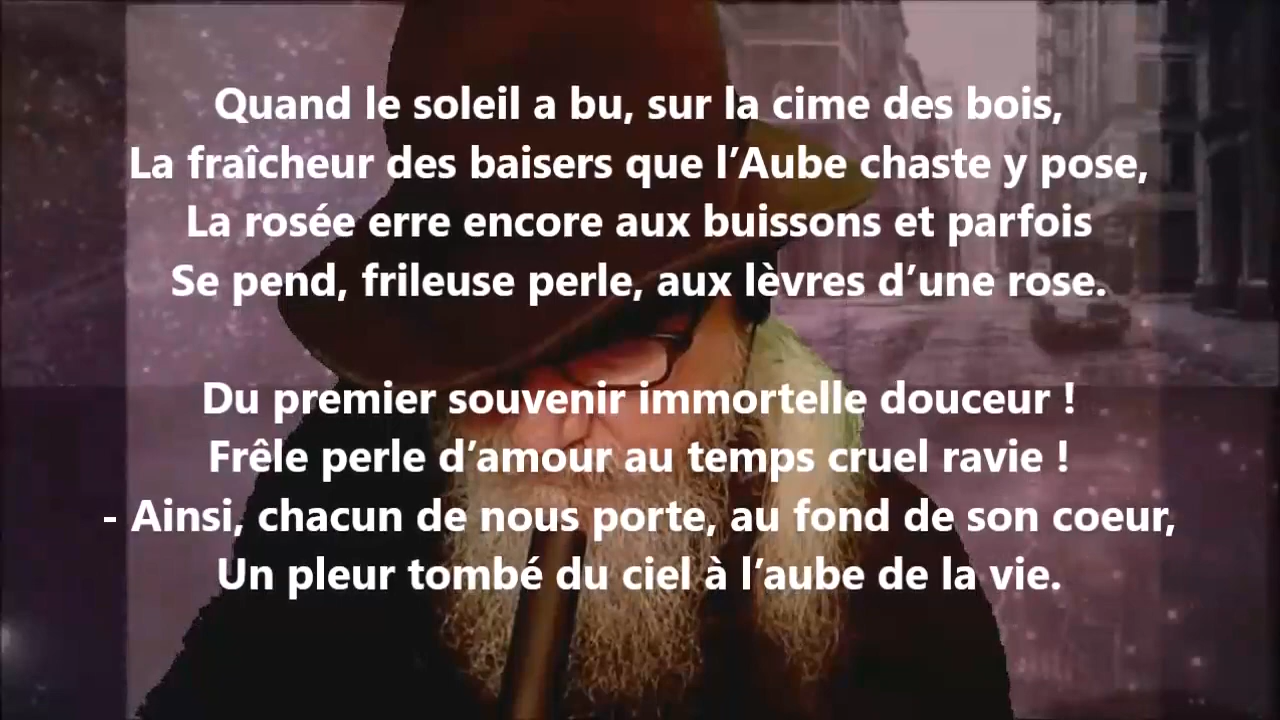 Quand le soleil a bu, sur la cime des bois,
La fraîcheur des baisers que l’Aube chaste y pose,
La rosée erre encore aux buissons et parfois
Se pend, frileuse perle, aux lèvres d’une rose.
Du premier souvenir immortelle douceur !
Frêle perle d’amour au temps cruel ravie !
- Ainsi, chacun de nous porte, au fond de son coeur,
Un pleur tombé du ciel à l’aube de la vie.